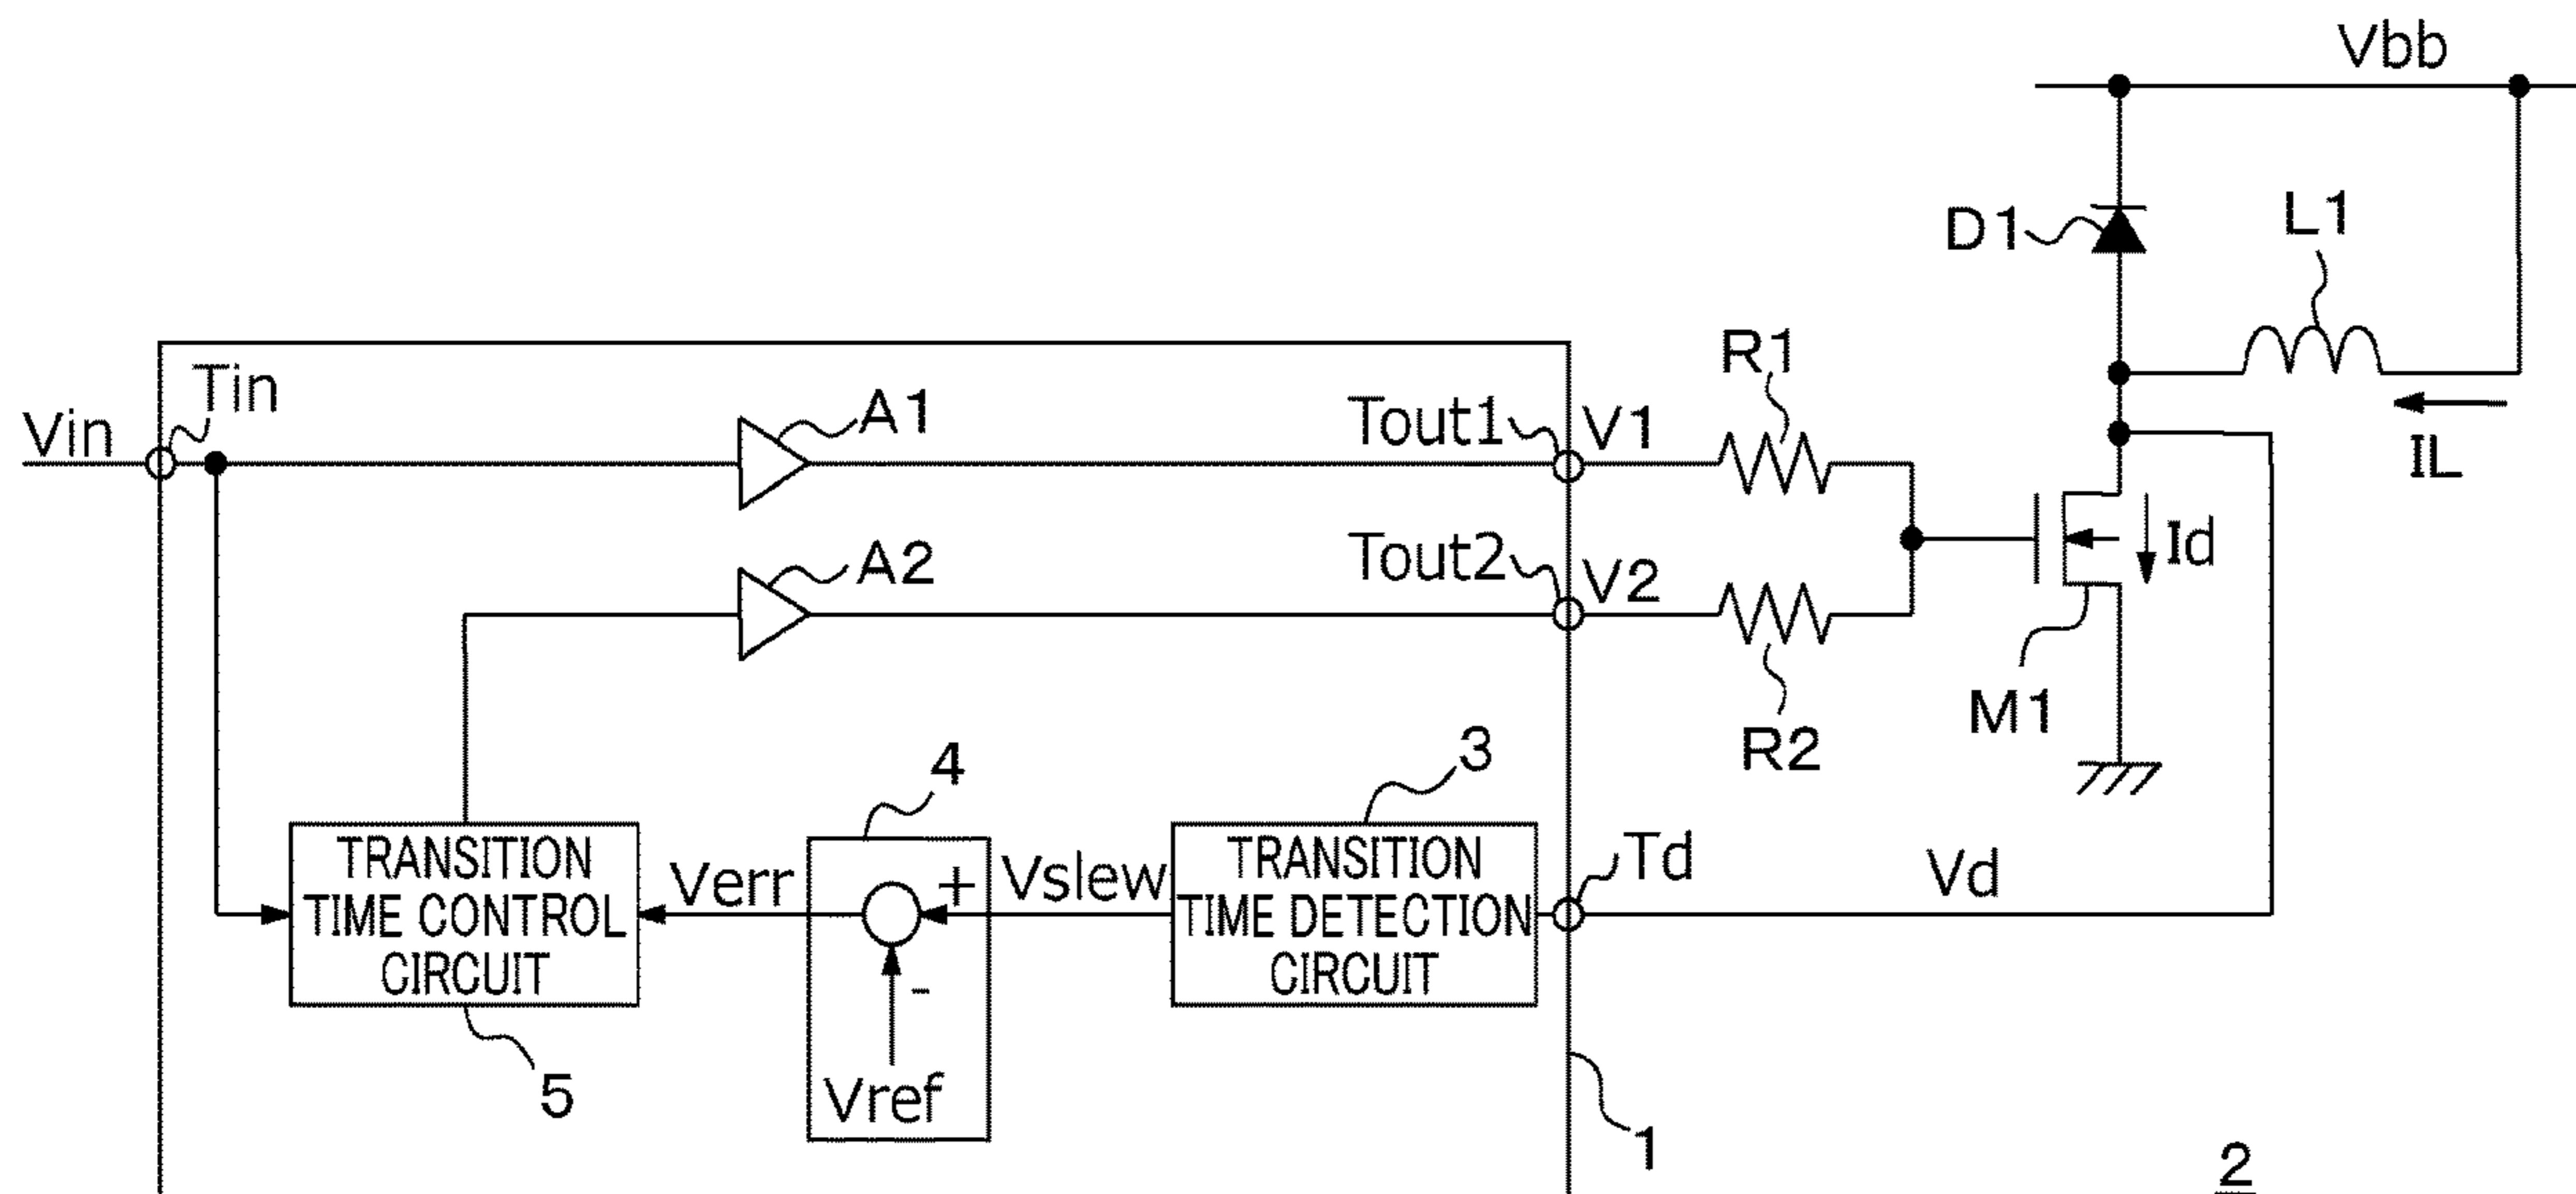 Vbb
D1
L1
IL
R1
Tin
Vin
A1
Tout1
V1
A2
Tout2
V2
Id
M1
R2
4
3
TRANSITION
TIME CONTROL
CIRCUIT
Verr
+
-
Vref
Vslew
TRANSITION
TIME DETECTION
CIRCUIT
Td
Vd
5
1
2